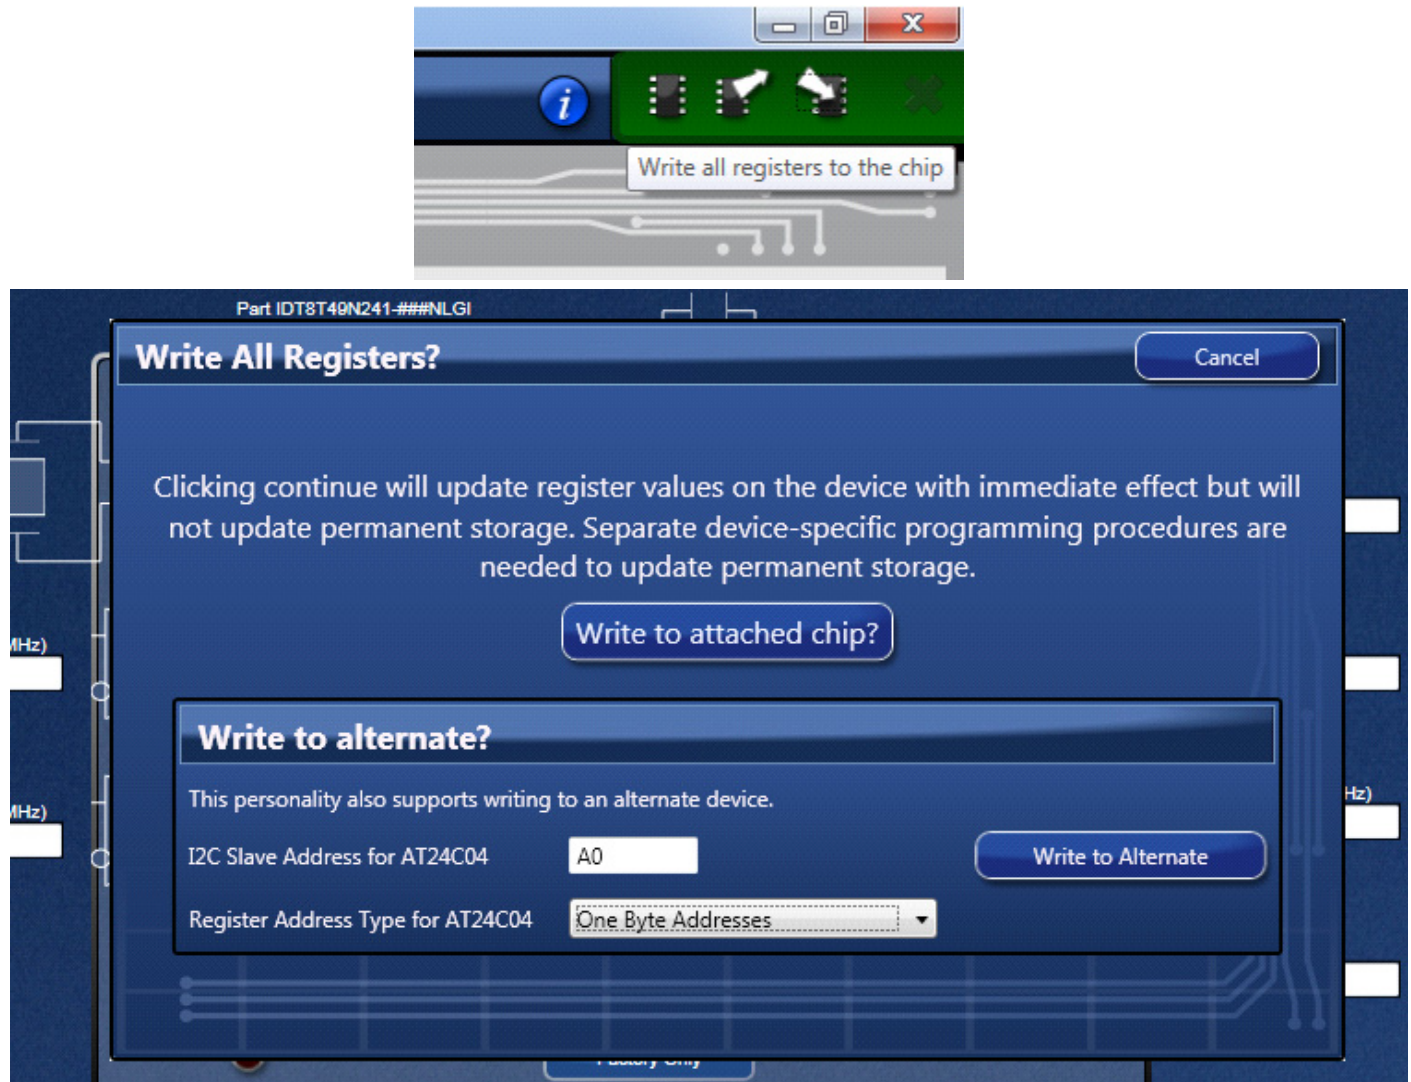 i
Write all registers to the chip
Part IDT8T49N241-###NLGI
Write All Registers?
Cancel
Clicking continue will update register values on the device with immediate effect but will
not update permanent storage. Separate device-specific programming procedures are
needed to update permanent storage.
Write to attached chip?
MHz)
Write to alternate?
This personality also supports writing to an alternate device.
MHz)
Hz)
I2C Slave Address for AT24C04
A0
Write to Alternate
Register Address Type for AT24C04
One Byte Addresses
Factory Only